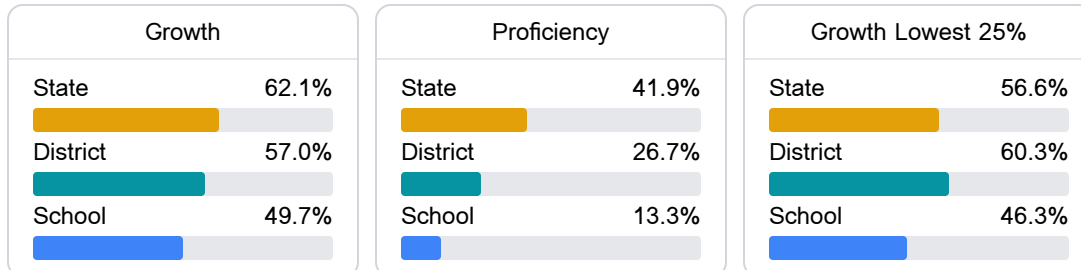 Growth
State 62.1%
District 57.0%
School 49.7%
Proficiency
State 41.9%
District 26.7%
School 13.3%
Growth Lowest 25%
State 56.6%
District 60.3%
School 46.3%